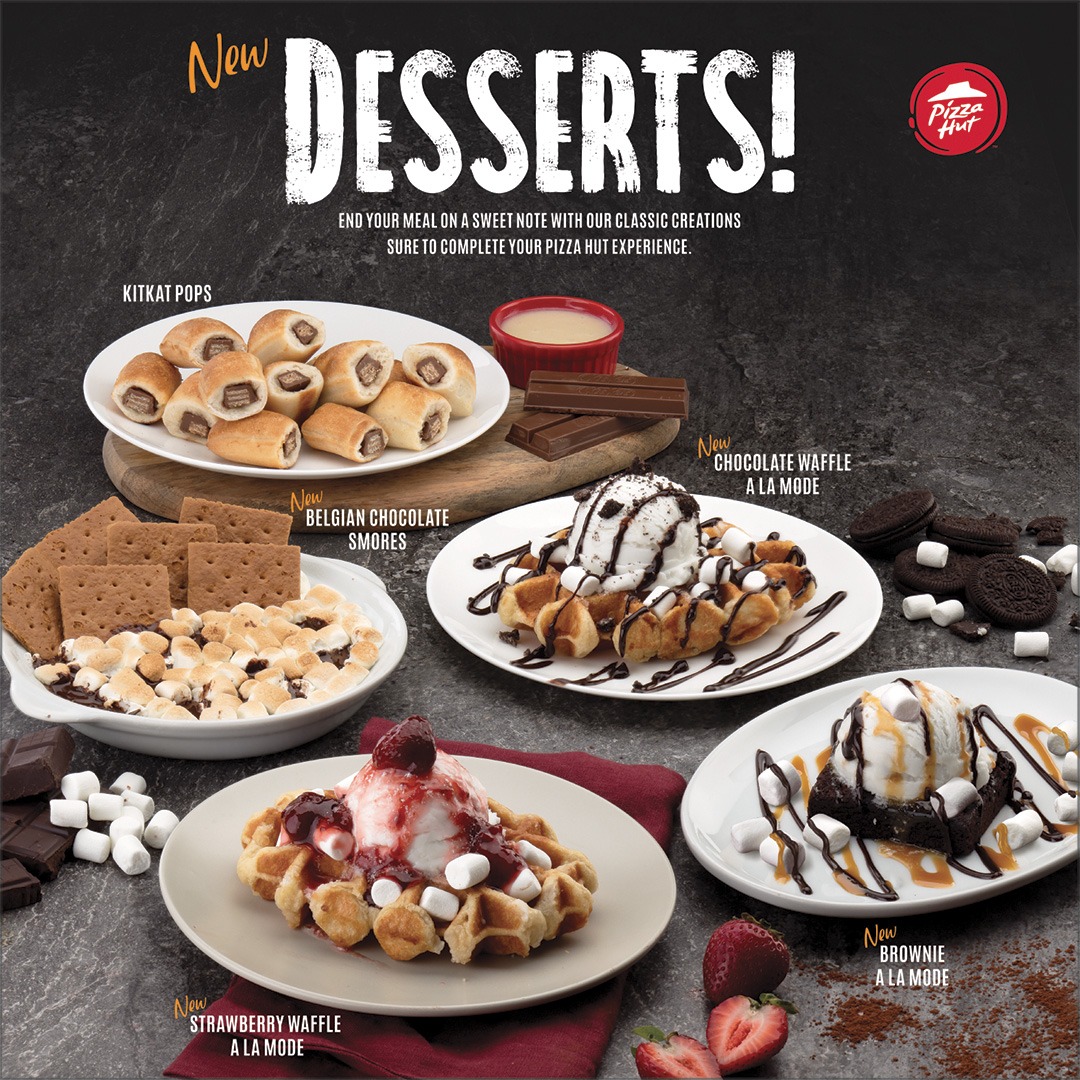 New
DESSERTS!
Pizza
Hut
END YOUR MEAL ON A SWEET NOTE WITH OUR CLASSIC CREATIONS
SURE TO COMPLETE YOUR PIZZA HUT EXPERIENCE.
KITKAT POPS
New
CHOCOLATE WAFFLE
A LA MODE
New
BELGIAN CHOCOLATE
SMORES
New
BROWNIE
A LA MODE
New
STRAWBERRY WAFFLE
A LA MODE